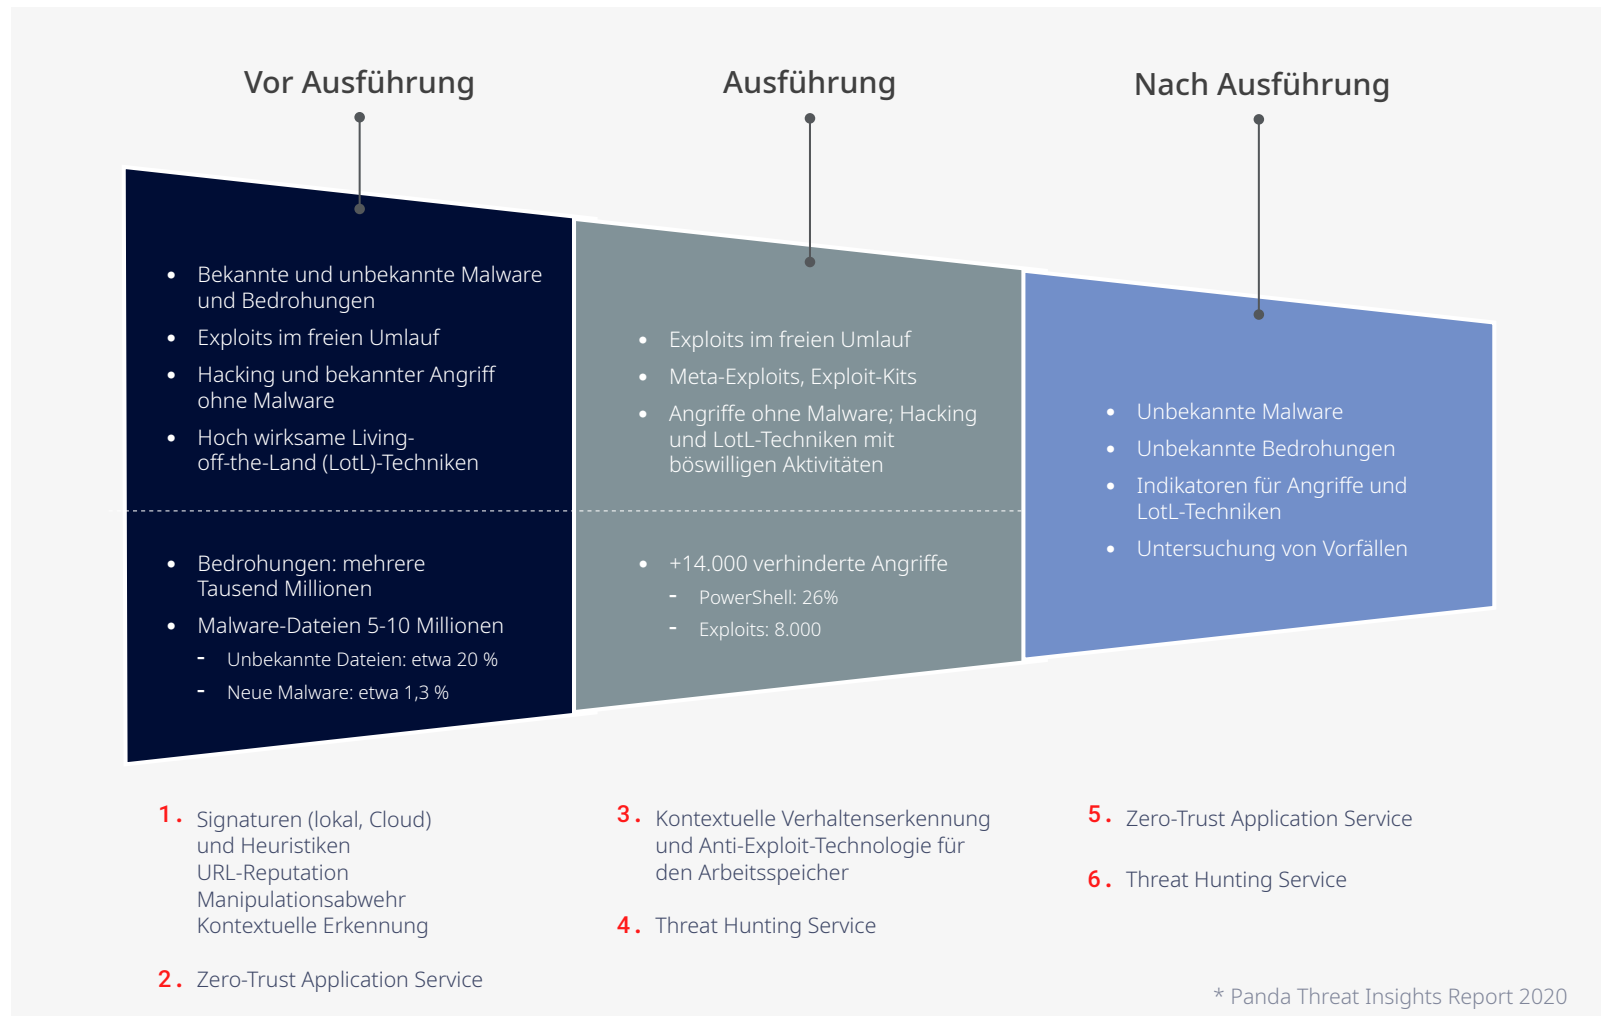 Vor Ausführung
Ausführung
Nach Ausführung
• Bekannte und unbekannte Malware
und Bedrohungen
• Exploits im freien Umlauf
• Hacking und bekannter Angriff
ohne Malware
• Hoch wirksame Living-
off-the-Land (LotL)-Techniken
• Bedrohungen: mehrere
Tausend Millionen
• Malware-Dateien 5-10 Millionen
- Unbekannte Dateien: etwa 20 %
- Neue Malware: etwa 1,3 %
• Exploits im freien Umlauf
• Meta-Exploits, Exploit-Kits
• Angriffe ohne Malware; Hacking
und LotL-Techniken mit
böswilligen Aktivitäten
• +14.000 verhinderte Angriffe
- PowerShell: 26%
- Exploits: 8.000
• Unbekannte Malware
• Unbekannte Bedrohungen
• Indikatoren für Angriffe und
LotL-Techniken
• Untersuchung von Vorfällen
1. Signaturen (lokal, Cloud)
und Heuristiken
URL-Reputation
Manipulationsabwehr
Kontextuelle Erkennung
2. Zero-Trust Application Service
3. Kontextuelle Verhaltenserkennung
und Anti-Exploit-Technologie für
den Arbeitsspeicher
4. Threat Hunting Service
5. Zero-Trust Application Service
6. Threat Hunting Service
* Panda Threat Insights Report 2020